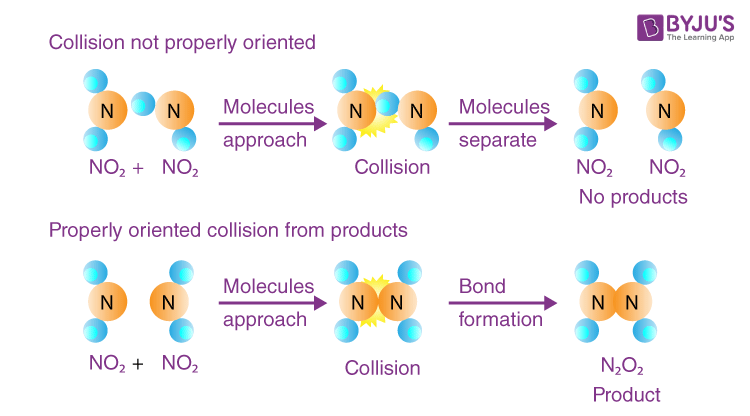 BYJU'S
The Learning App
Collision not properly oriented
N N Molecules approach N N Molecules separate N N
NO₂ + NO₂ Collision NO₂ NO₂
No products
Properly oriented collision from products
N N Molecules approach N N Bond formation N N
NO₂ + NO₂ Collision N₂O₂
Product